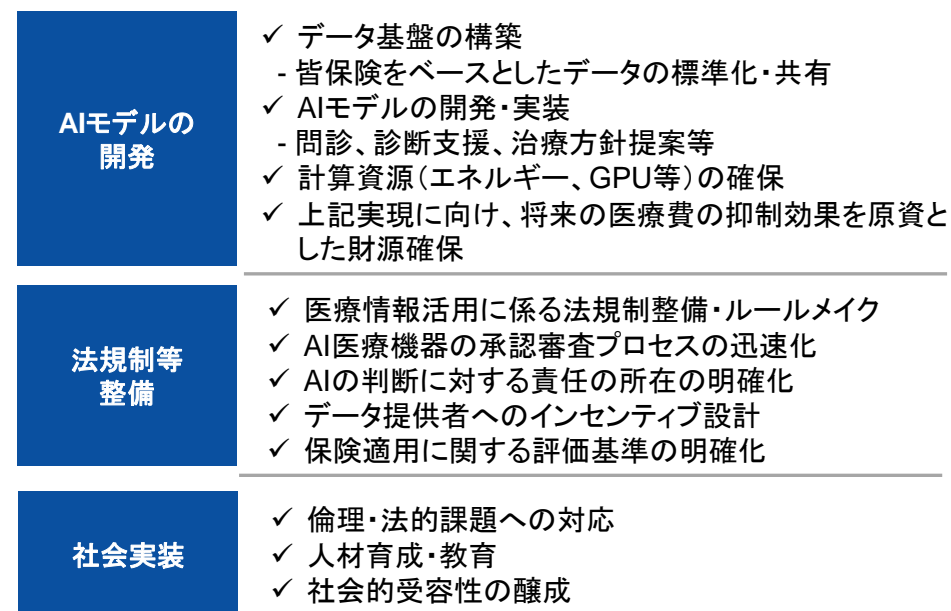 AIモデルの
開発
✓ データ基盤の構築
- 皆保険をベースとしたデータの標準化・共有
✓ AIモデルの開発・実装
- 問診、診断支援、治療方針提案等
✓ 計算資源(エネルギー、GPU等)の確保
✓ 上記実現に向け、将来の医療費の抑制効果を原資と
した財源確保
法規制等
整備
✓ 医療情報活用に係る法規制整備・ルールメイク
✓ AI医療機器の承認審査プロセスの迅速化
✓ AIの判断に対する責任の所在の明確化
✓ データ提供者へのインセンティブ設計
✓ 保険適用に関する評価基準の明確化
社会実装
✓ 倫理・法的課題への対応
✓ 人材育成・教育
✓ 社会的受容性の醸成